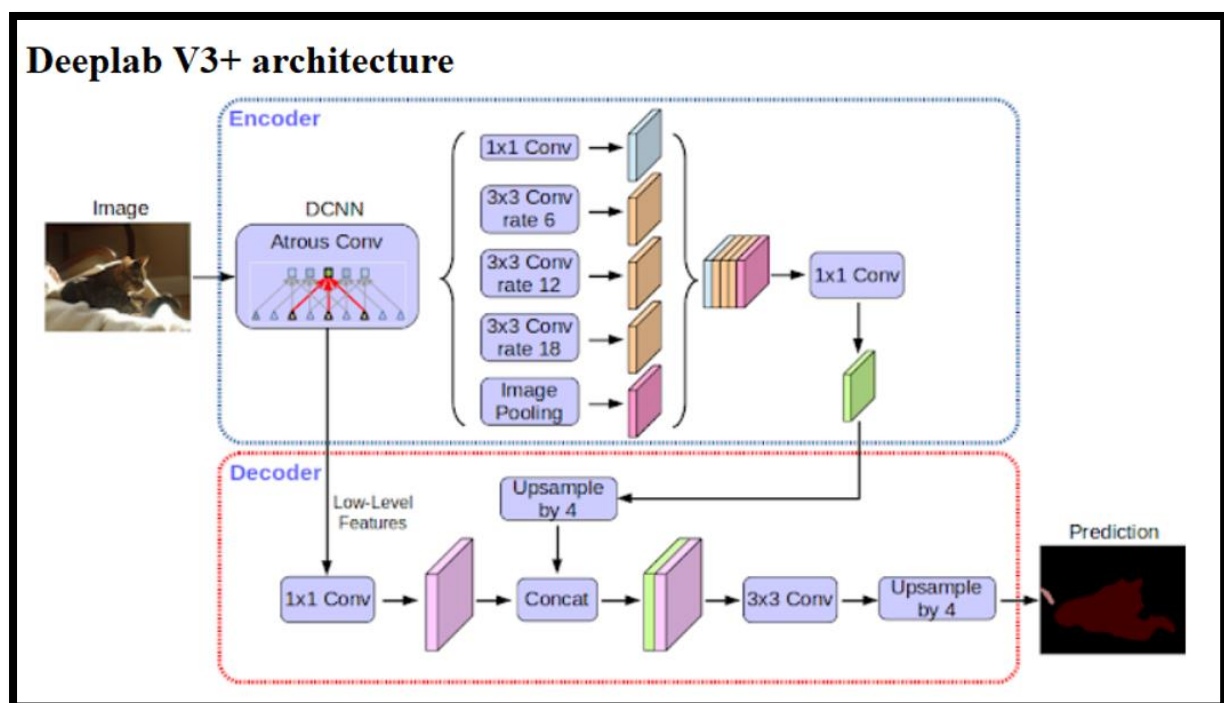 Deeplab V3+ architecture
Encoder
Image
DCNN
Atrous Conv
1x1 Conv
3x3 Conv
rate 6
3x3 Conv
rate 12
3x3 Conv
rate 18
Image
Pooling
1x1 Conv
Decoder
Low-Level
Features
Upsample
by 4
1x1 Conv
Concat
3x3 Conv
Upsample
by 4
Prediction